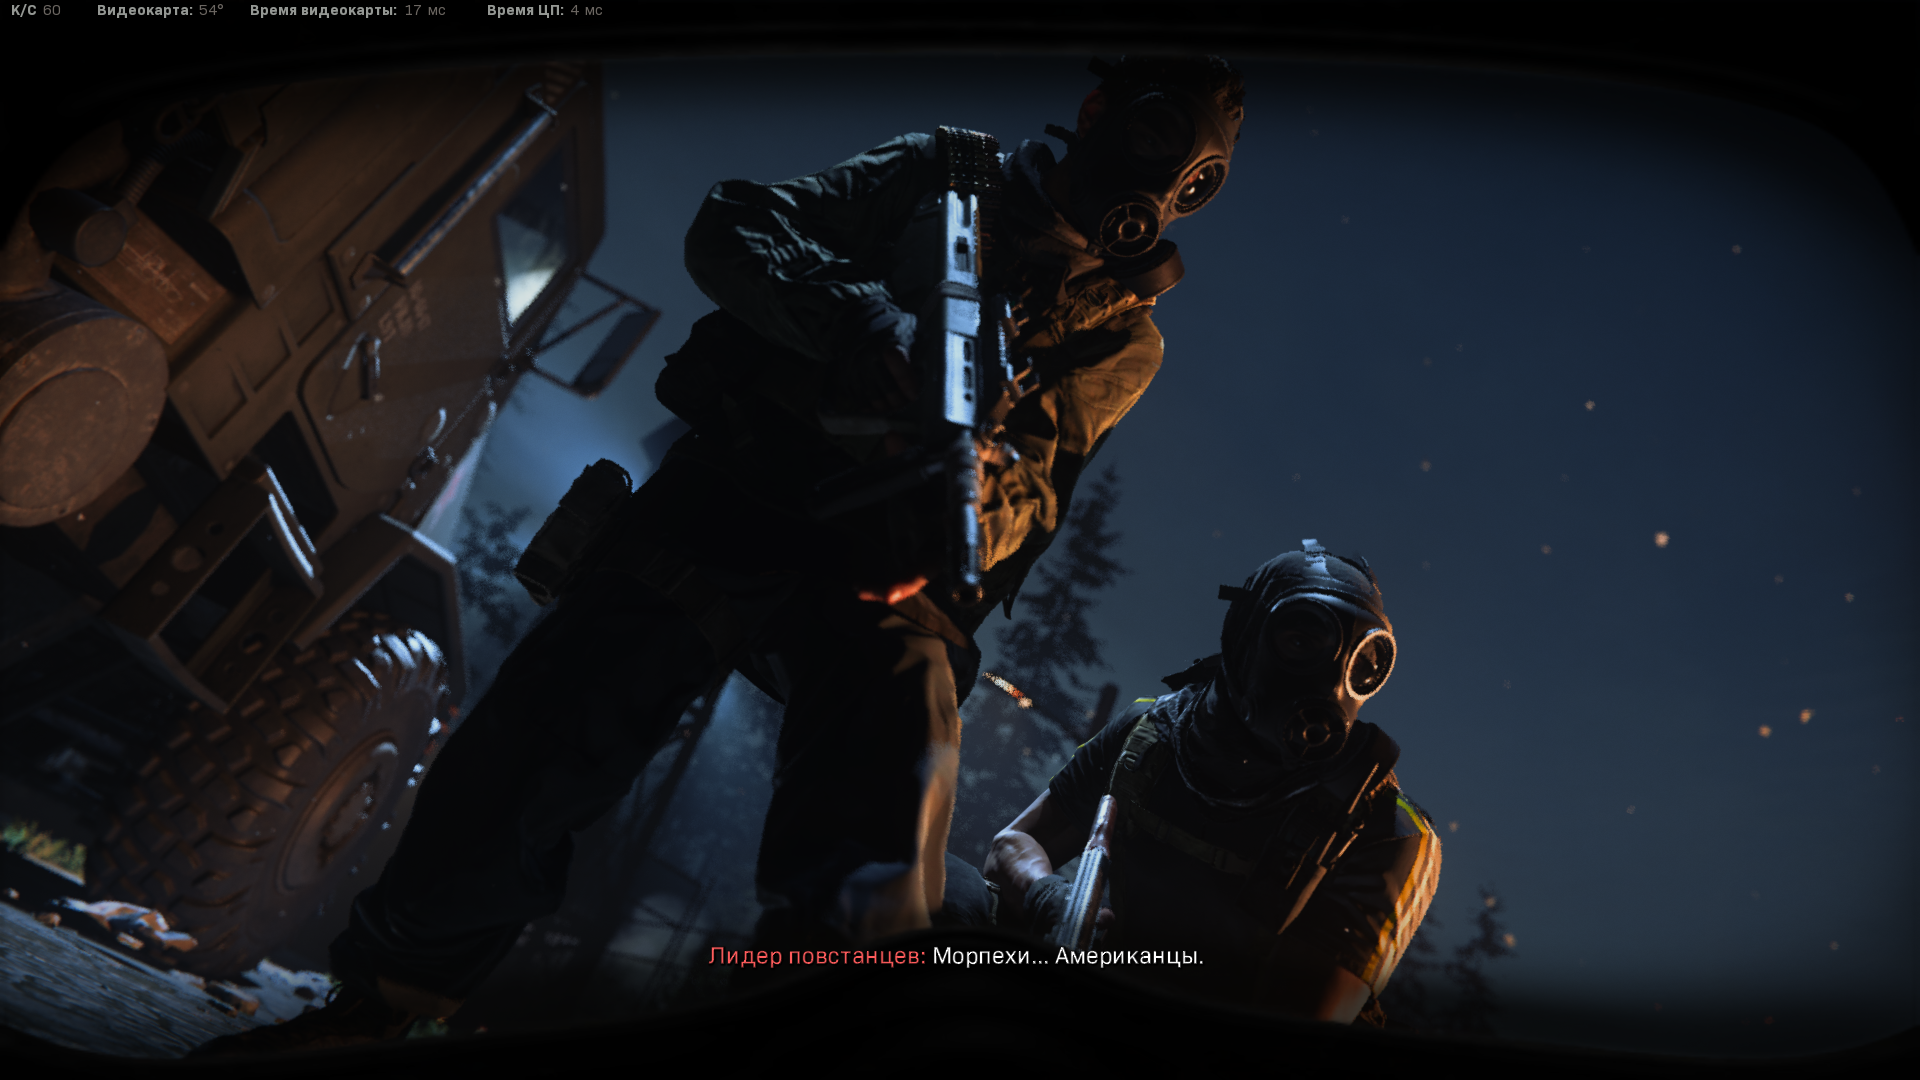 К/С 60 Видеокарта: 54° Время видеокарты: 17 мс Время ЦП: 4 мс
Лидер повстанцев: Морпехи... Американцы.